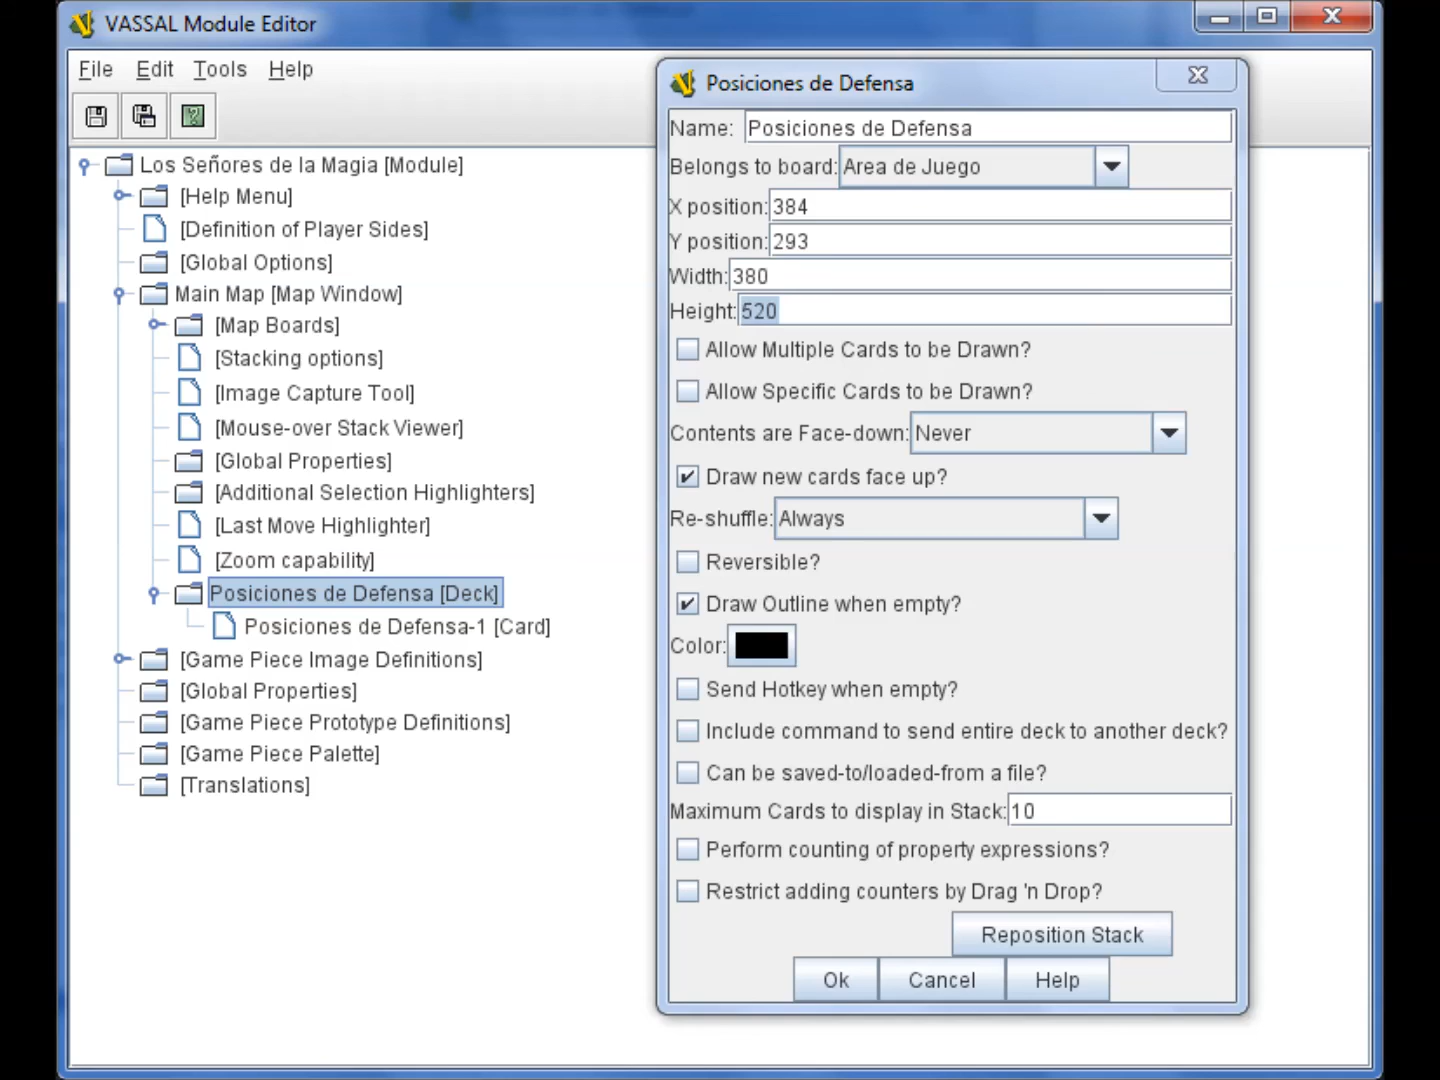 VASSAL Module Editor
File Edit Tools Help
Los Señores de la Magia [Module]
[Help Menu]
[Definition of Player Sides]
[Global Options]
Main Map [Map Window]
[Map Boards]
[Stacking options]
[Image Capture Tool]
[Mouse-over Stack Viewer]
[Global Properties]
[Additional Selection Highlighters]
[Last Move Highlighter]
[Zoom capability]
Posiciones de Defensa [Deck]
Posiciones de Defensa-1 [Card]
[Game Piece Image Definitions]
[Global Properties]
[Game Piece Prototype Definitions]
[Game Piece Palette]
[Translations]
Posiciones de Defensa
Name: Posiciones de Defensa
Belongs to board: Area de Juego
X position: 384
Y position: 293
Width: 380
Height: 520
Allow Multiple Cards to be Drawn?
Allow Specific Cards to be Drawn?
Contents are Face-down: Never
Draw new cards face up?
Re-shuffle: Always
Reversible?
Draw Outline when empty?
Color:
Send Hotkey when empty?
Include command to send entire deck to another deck?
Can be saved-to/loaded-from a file?
Maximum Cards to display in Stack: 10
Perform counting of property expressions?
Restrict adding counters by Drag 'n Drop?
Reposition Stack
Ok Cancel Help